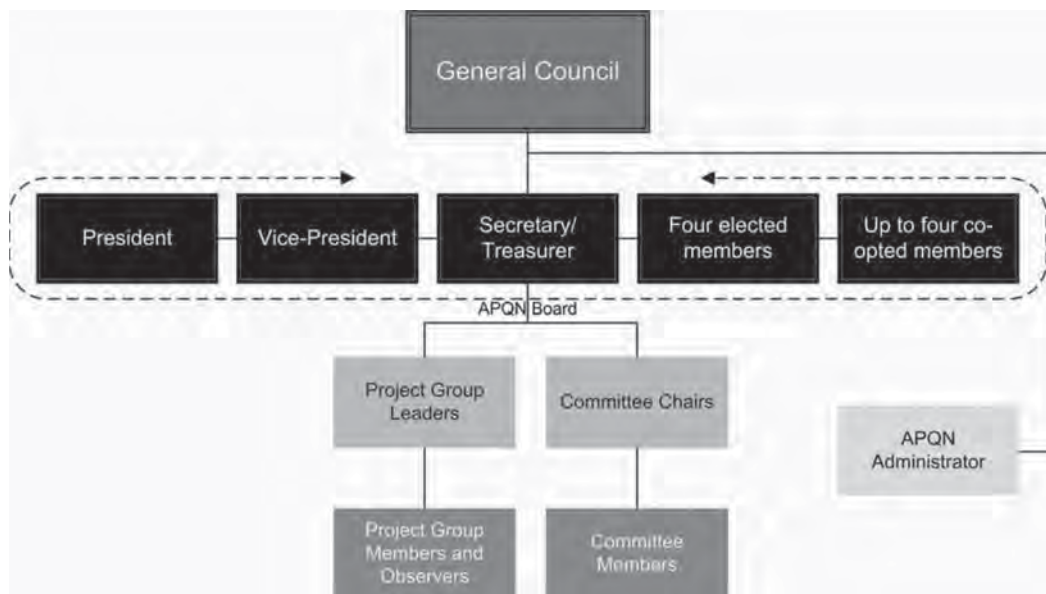 General Council
President
Vice-President
Secretary/
Treasurer
Four elected
members
Up to four co-
opted members
APQN Board
Project Group
Leaders
Committee Chairs
APQN
Administrator
Project Group
Members and
Observers
Committee
Members